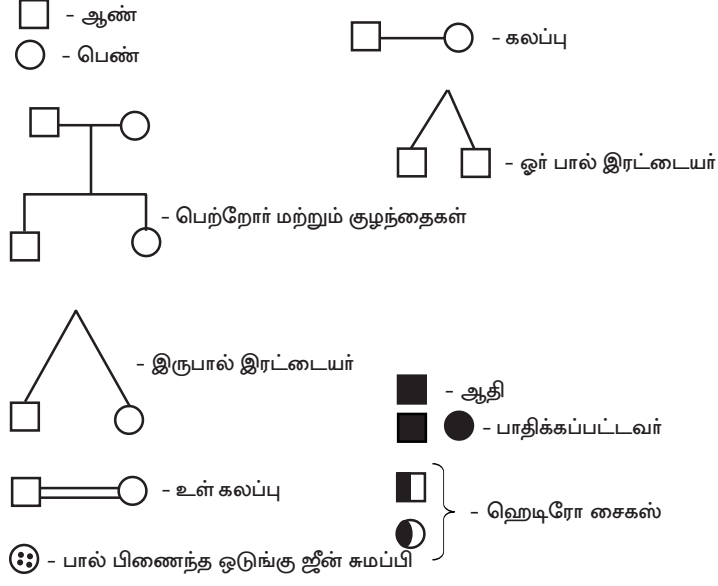 – ஆண்
– பெண்
– கலப்பு
– ஓர் பால் இரட்டையர்
– பெற்றோர் மற்றும் குழந்தைகள்
– இருபால் இரட்டையர்
– ஆதி
– பாதிக்கப்பட்டவர்
– உள் கலப்பு
– ஹெடிரோ சைகஸ்
– பால் பிணைந்த ஒடுங்கு ஜீன் சுமப்பி